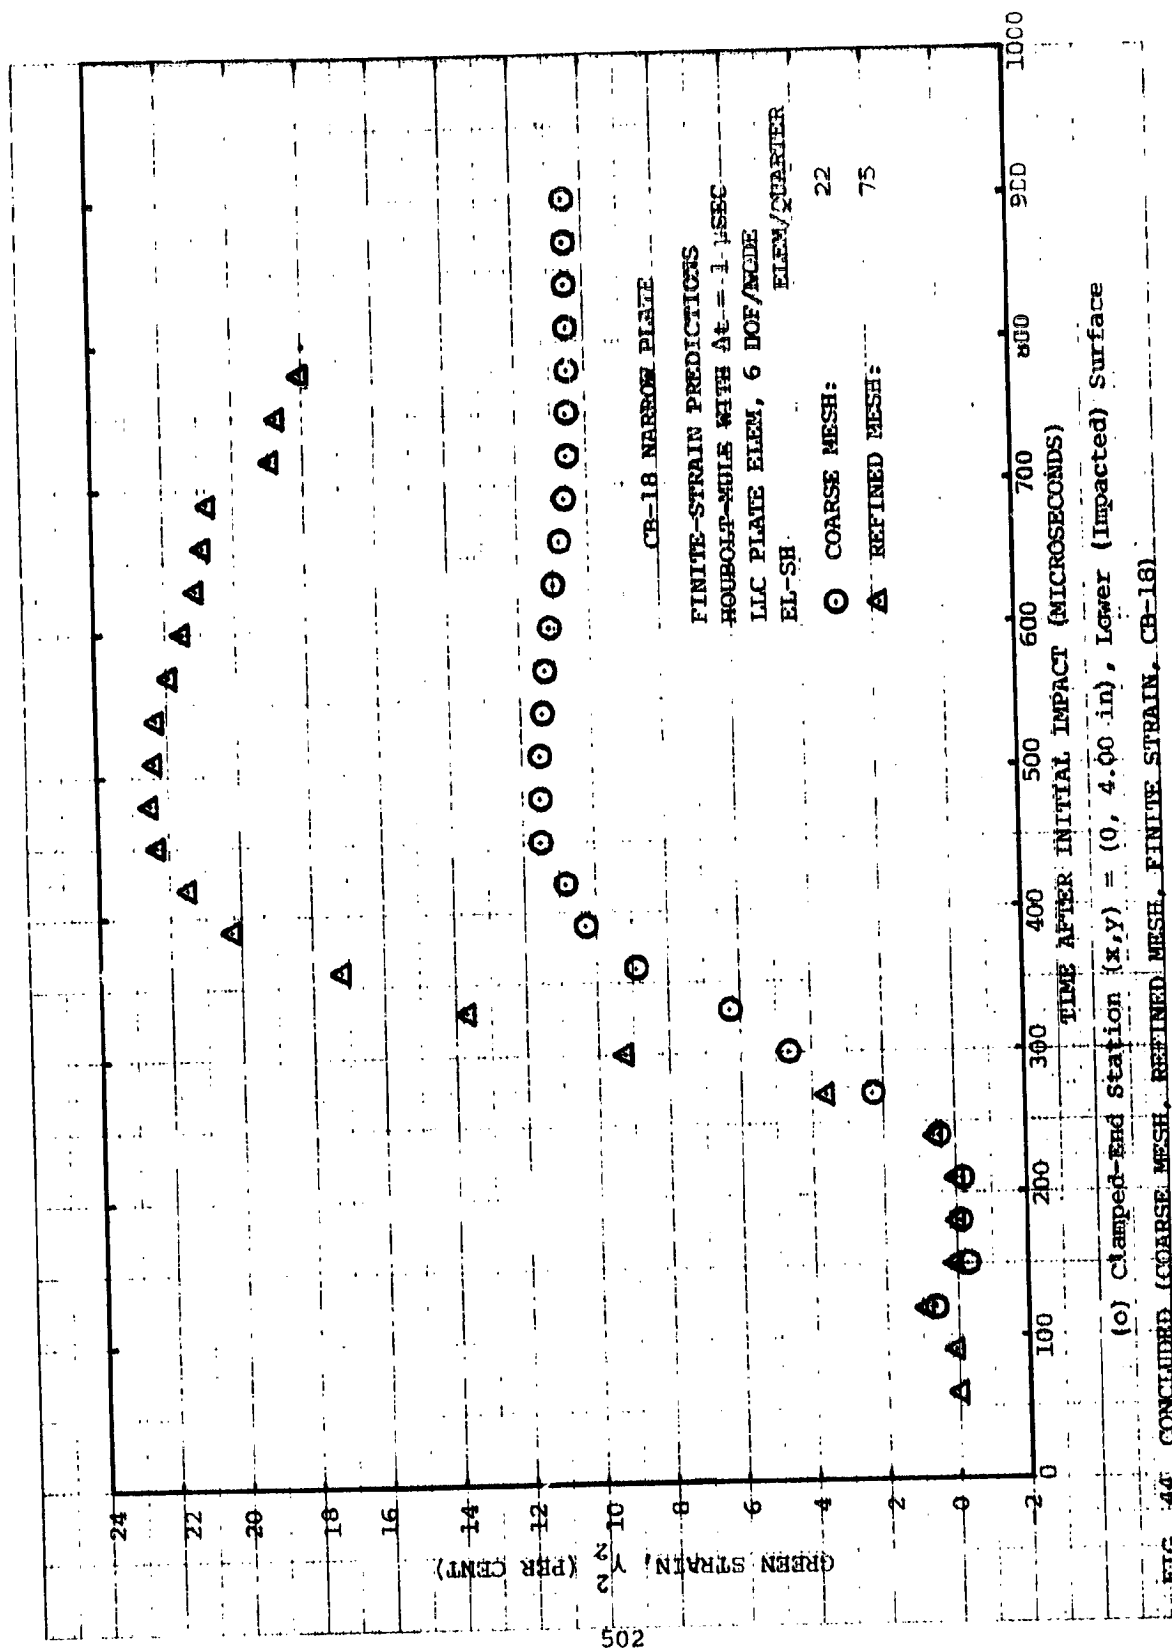 24
22
20
18
16
14
12
10
8
6
4
2
0
-2
GREEN STRAIN, γ₂² (PER CENT)
0 100 200 300 400 500 600 700 800 900 1000
TIME AFTER INITIAL IMPACT (MICROSECONDS)
CB-18 NARROW PLATE
FINITE-STRAIN PREDICTIONS
HOUBOLT-MULE WITH Δt = 1 μSEC
LLC PLATE ELEM, 6 DOF/NODE
EL-SH
ELEM/QUARTER
COARSE MESH: 22
REFINED MESH: 75
(o) Clamped-End Station (x,y) = (0, 4.00 in), Lower (Impacted) Surface
FIG. 44 CONCLUDED (COARSE MESH, REFINED MESH, FINITE STRAIN, CB-18)
502